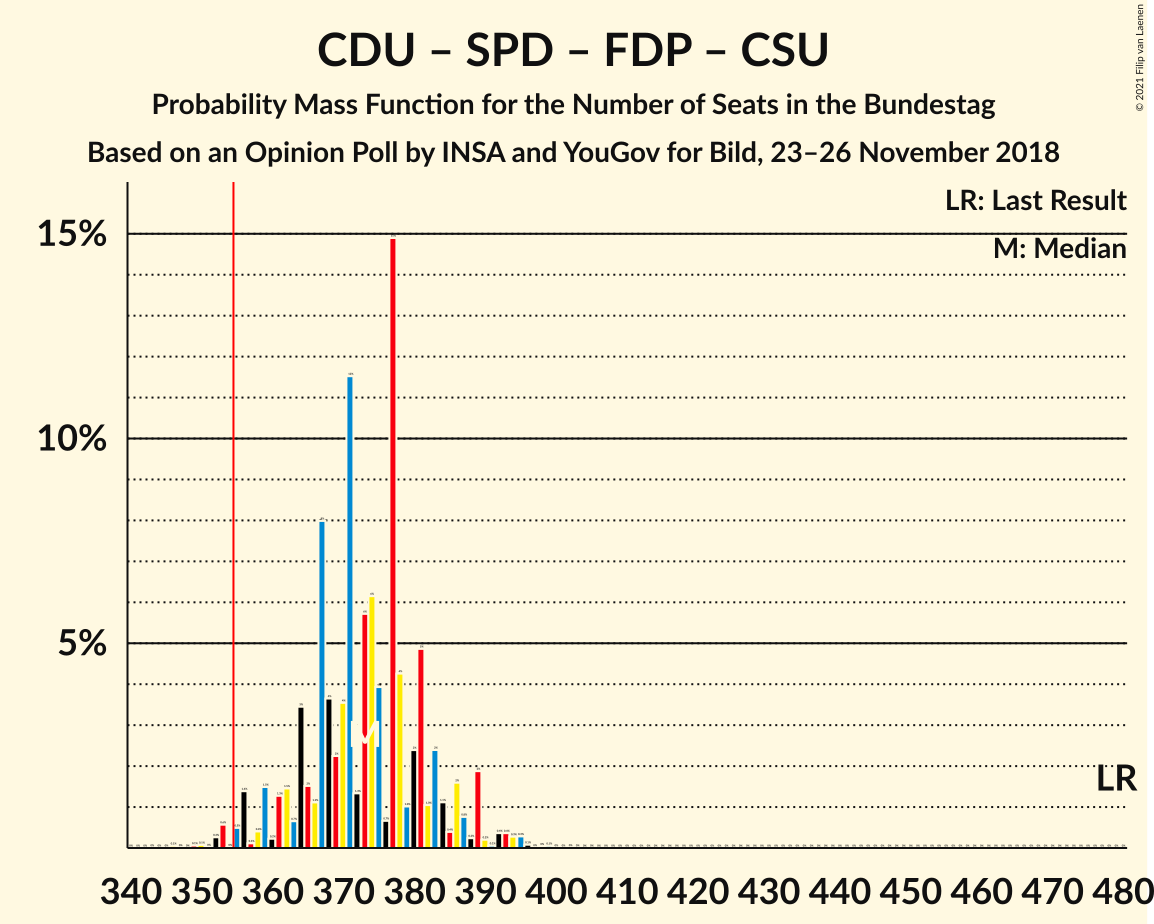 CDU – SPD – FDP – CSU
Probability Mass Function for the Number of Seats in the Bundestag
Based on an Opinion Poll by INSA and YouGov for Bild, 23–26 November 2018
© 2021 Filip van Laenen
LR: Last Result
M: Median
15%
10%
5%
M
LR
340 350 360 370 380 390 400 410 420 430 440 450 460 470 480